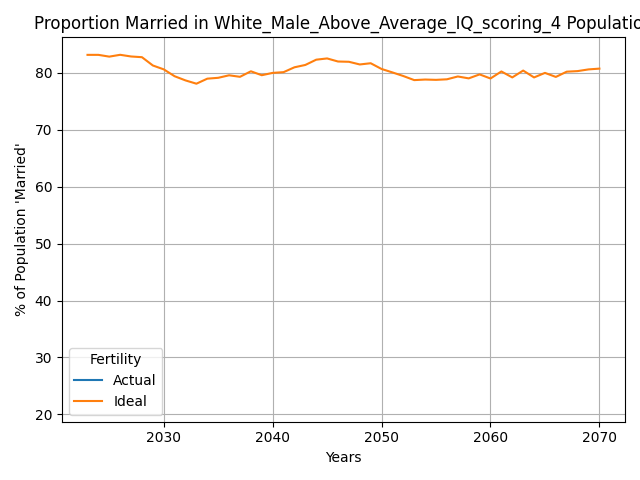 Proportion Married in White_Male_Above_Average_IQ_scoring_4 Populatio
% of Population 'Married'
80
70
60
50
40
30
20
Fertility
Actual
Ideal
2030 2040 2050 2060 2070
Years